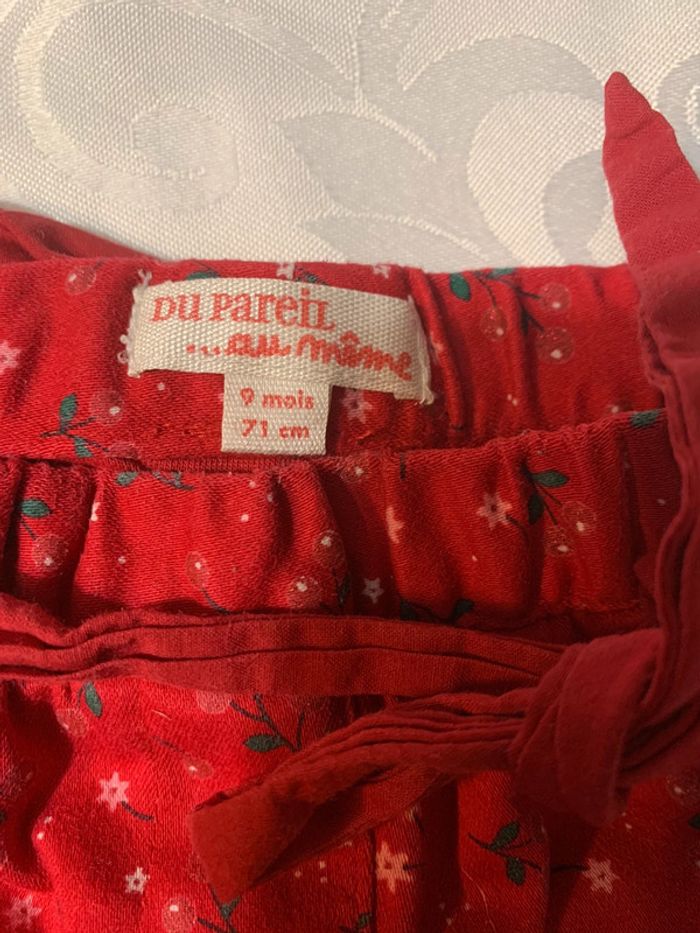 DU PAREIL
...au même
9 mois
71 cm